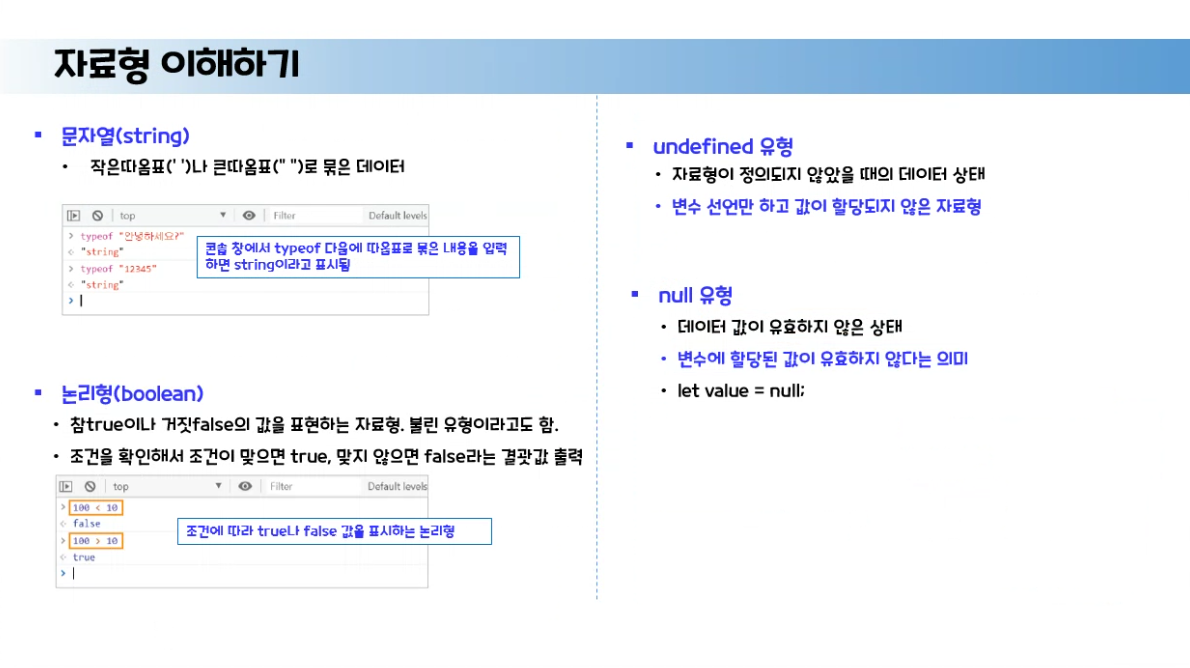 자료형 이해하기
▪ 문자열(string)
• 작은따옴표(' ')나 큰따옴표(" ")로 묶은 데이터
top ▼ Filter Default levels
> typeof "안녕하세요?"
< "string"
> typeof "12345"
< "string"
>
콘솔 창에서 typeof 다음에 따옴표로 묶은 내용을 입력
하면 string이라고 표시됨
▪ 논리형(boolean)
• 참true이나 거짓false의 값을 표현하는 자료형. 불린 유형이라고도 함.
• 조건을 확인해서 조건이 맞으면 true, 맞지 않으면 false라는 결괏값 출력
top ▼ Filter Default levels
> 100 < 10
< false
> 100 > 10
< true
>
조건에 따라 true나 false 값을 표시하는 논리형
▪ undefined 유형
• 자료형이 정의되지 않았을 때의 데이터 상태
• 변수 선언만 하고 값이 할당되지 않은 자료형
▪ null 유형
• 데이터 값이 유효하지 않은 상태
• 변수에 할당된 값이 유효하지 않다는 의미
• let value = null;